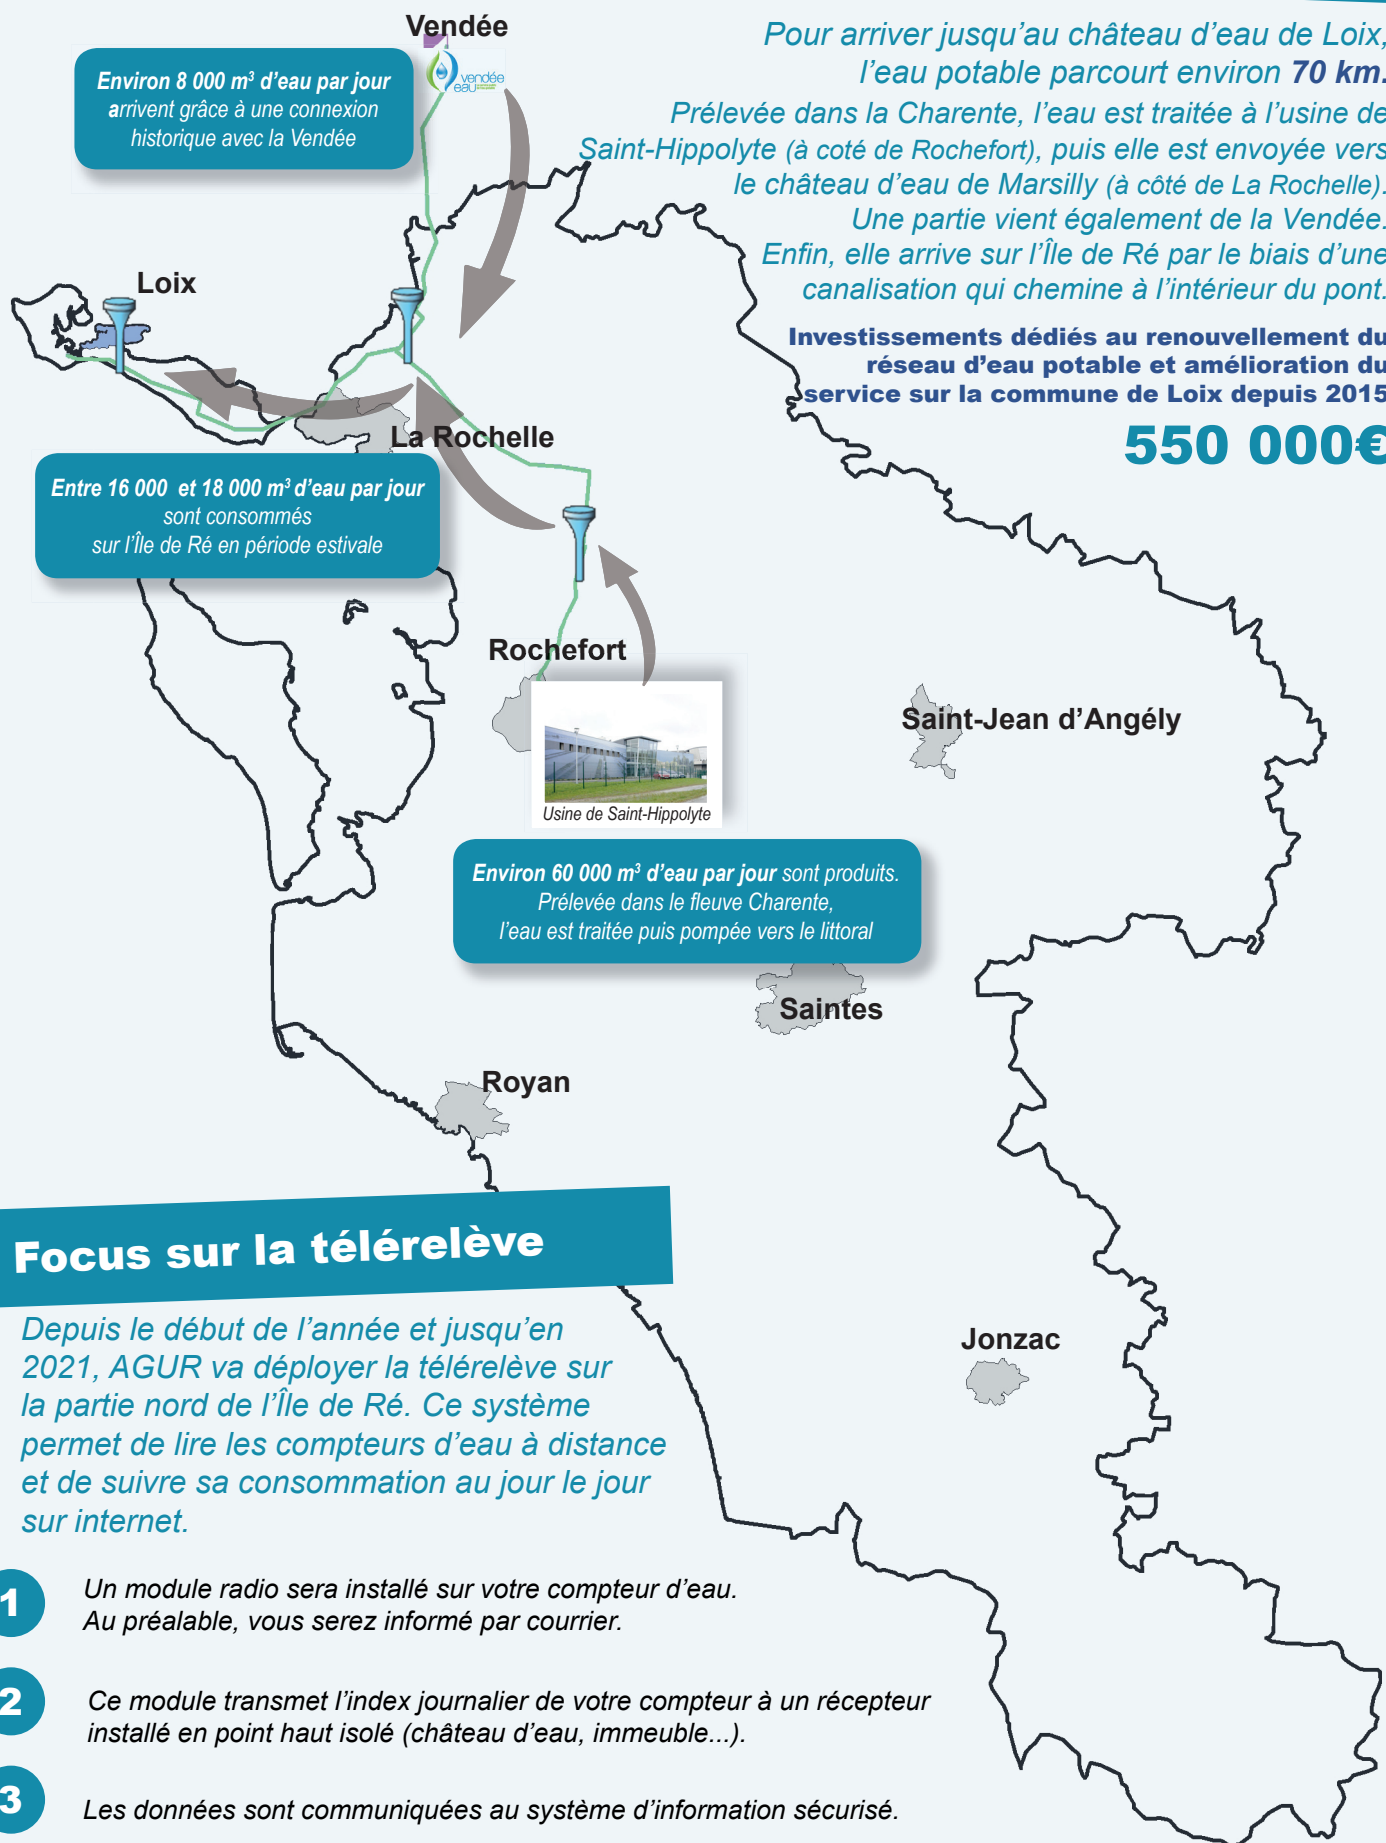 Vendée
vendée
eau
Environ 8 000 m³ d'eau par jour
arrivent grâce à une connexion
historique avec la Vendée
Pour arriver jusqu'au château d'eau de Loix,
l'eau potable parcourt environ 70 km.
Prélevée dans la Charente, l'eau est traitée à l'usine de
Saint-Hippolyte (à coté de Rochefort), puis elle est envoyée vers
le château d'eau de Marsilly (à côté de La Rochelle).
Une partie vient également de la Vendée.
Enfin, elle arrive sur l'Île de Ré par le biais d'une
canalisation qui chemine à l'intérieur du pont.
Investissements dédiés au renouvellement du
réseau d'eau potable et amélioration du
service sur la commune de Loix depuis 2015
550 000€
Loix
La Rochelle
Entre 16 000 et 18 000 m³ d'eau par jour
sont consommés
sur l'Île de Ré en période estivale
Rochefort
Usine de Saint-Hippolyte
Saint-Jean d'Angély
Environ 60 000 m³ d'eau par jour sont produits.
Prélevée dans le fleuve Charente,
l'eau est traitée puis pompée vers le littoral
Saintes
Royan
Jonzac
Focus sur la télérelève
Depuis le début de l'année et jusqu'en
2021, AGUR va déployer la télérelève sur
la partie nord de l'Île de Ré. Ce système
permet de lire les compteurs d'eau à distance
et de suivre sa consommation au jour le jour
sur internet.
1
Un module radio sera installé sur votre compteur d'eau.
Au préalable, vous serez informé par courrier.
2
Ce module transmet l'index journalier de votre compteur à un récepteur
installé en point haut isolé (château d'eau, immeuble...).
3
Les données sont communiquées au système d'information sécurisé.